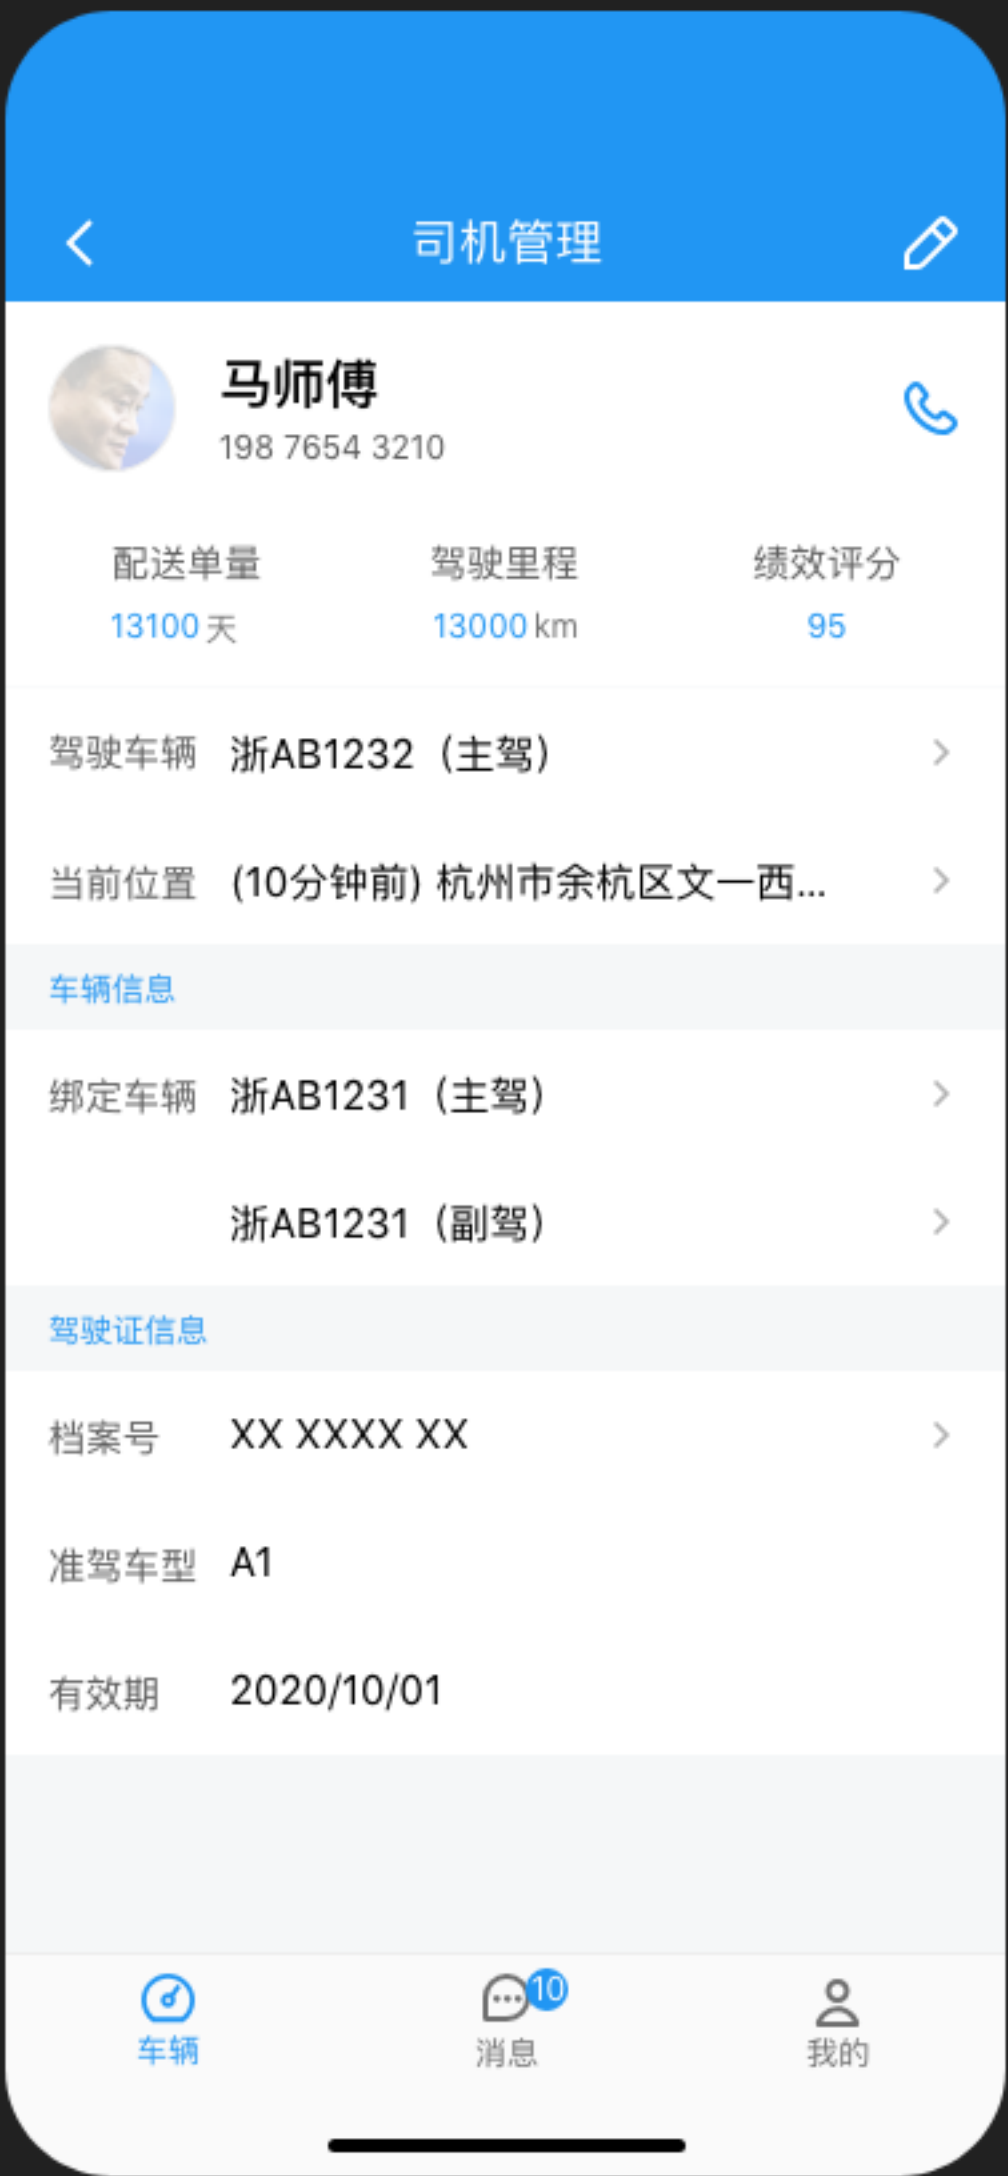 司机管理
马师傅
198 7654 3210
配送单量 驾驶里程 绩效评分
13100 天 13000 km 95
驾驶车辆 浙AB1232（主驾）
当前位置 (10分钟前) 杭州市余杭区文一西...
车辆信息
绑定车辆 浙AB1231（主驾）
浙AB1231（副驾）
驾驶证信息
档案号 XX XXXX XX
准驾车型 A1
有效期 2020/10/01
10
车辆 消息 我的